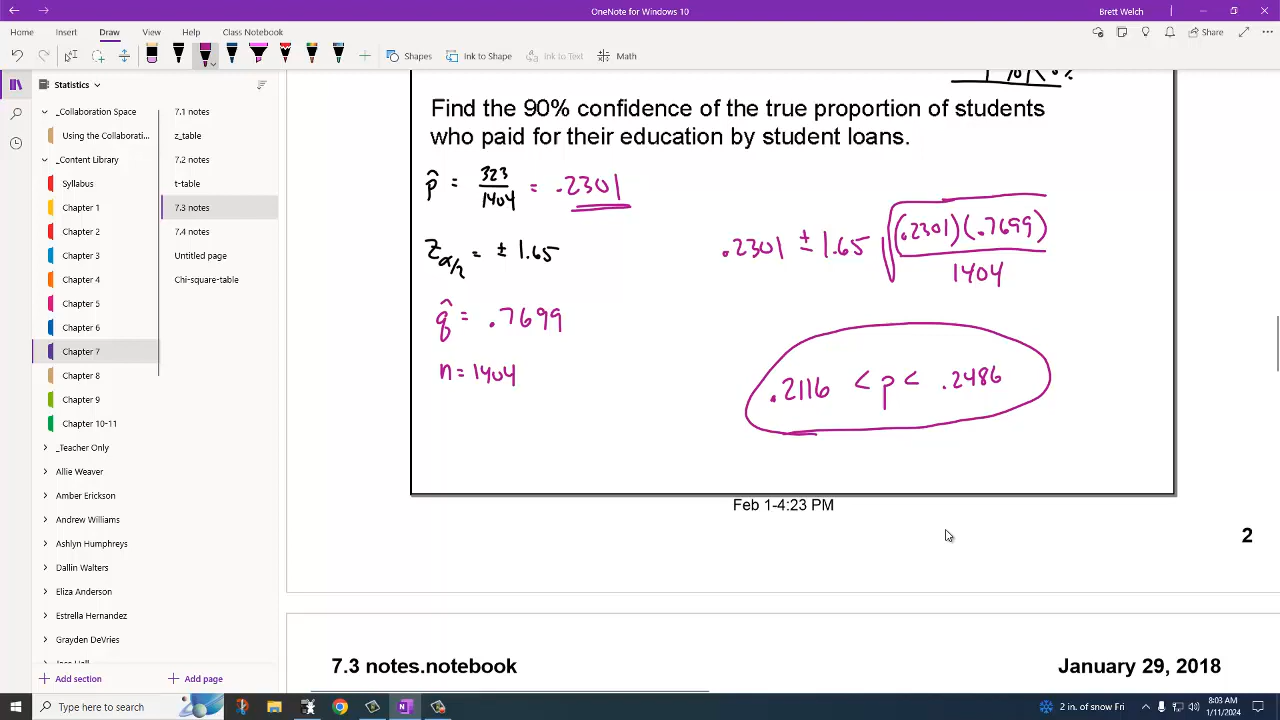 OneNote for Windows 10
Brett Welch
Home Insert Draw View Help Class Notebook
Share
Shapes Ink to Shape Ink to Text Math
Statistics
_Collaboration Space
Using the Collaborati...
_Content Library
Syllabus
Chapter 1
Chapter 2
Chapter 3
Chapter 4
Chapter 5
Chapter 6
Chapter 7
Chapter 8
Chapter 9
Chapter 10-11
_Teacher Only
Allie Weaver
Amber Erickson
Andrew Williams
Ashlyn Humphreys
Dallin Walters
Eliza Anderson
Estrella Hernandez
Grayden DeVries
Add section
7.1 notes
z_table
7.2 notes
t-table
7.3 notes
7.4 notes
Untitled page
Chi-square-table
Add page
Find the 90% confidence of the true proportion of students
who paid for their education by student loans.
p̂ = 323/1404 = .2301
Zα/2 = ± 1.65
q̂ = .7699
n = 1404
.2301 ± 1.65 √((.2301)(.7699)/1404)
.2116 < p < .2486
Feb 1-4:23 PM
2
7.3 notes.notebook
January 29, 2018
Type here to search
2 in. of snow Fri
8:03 AM
1/11/2024